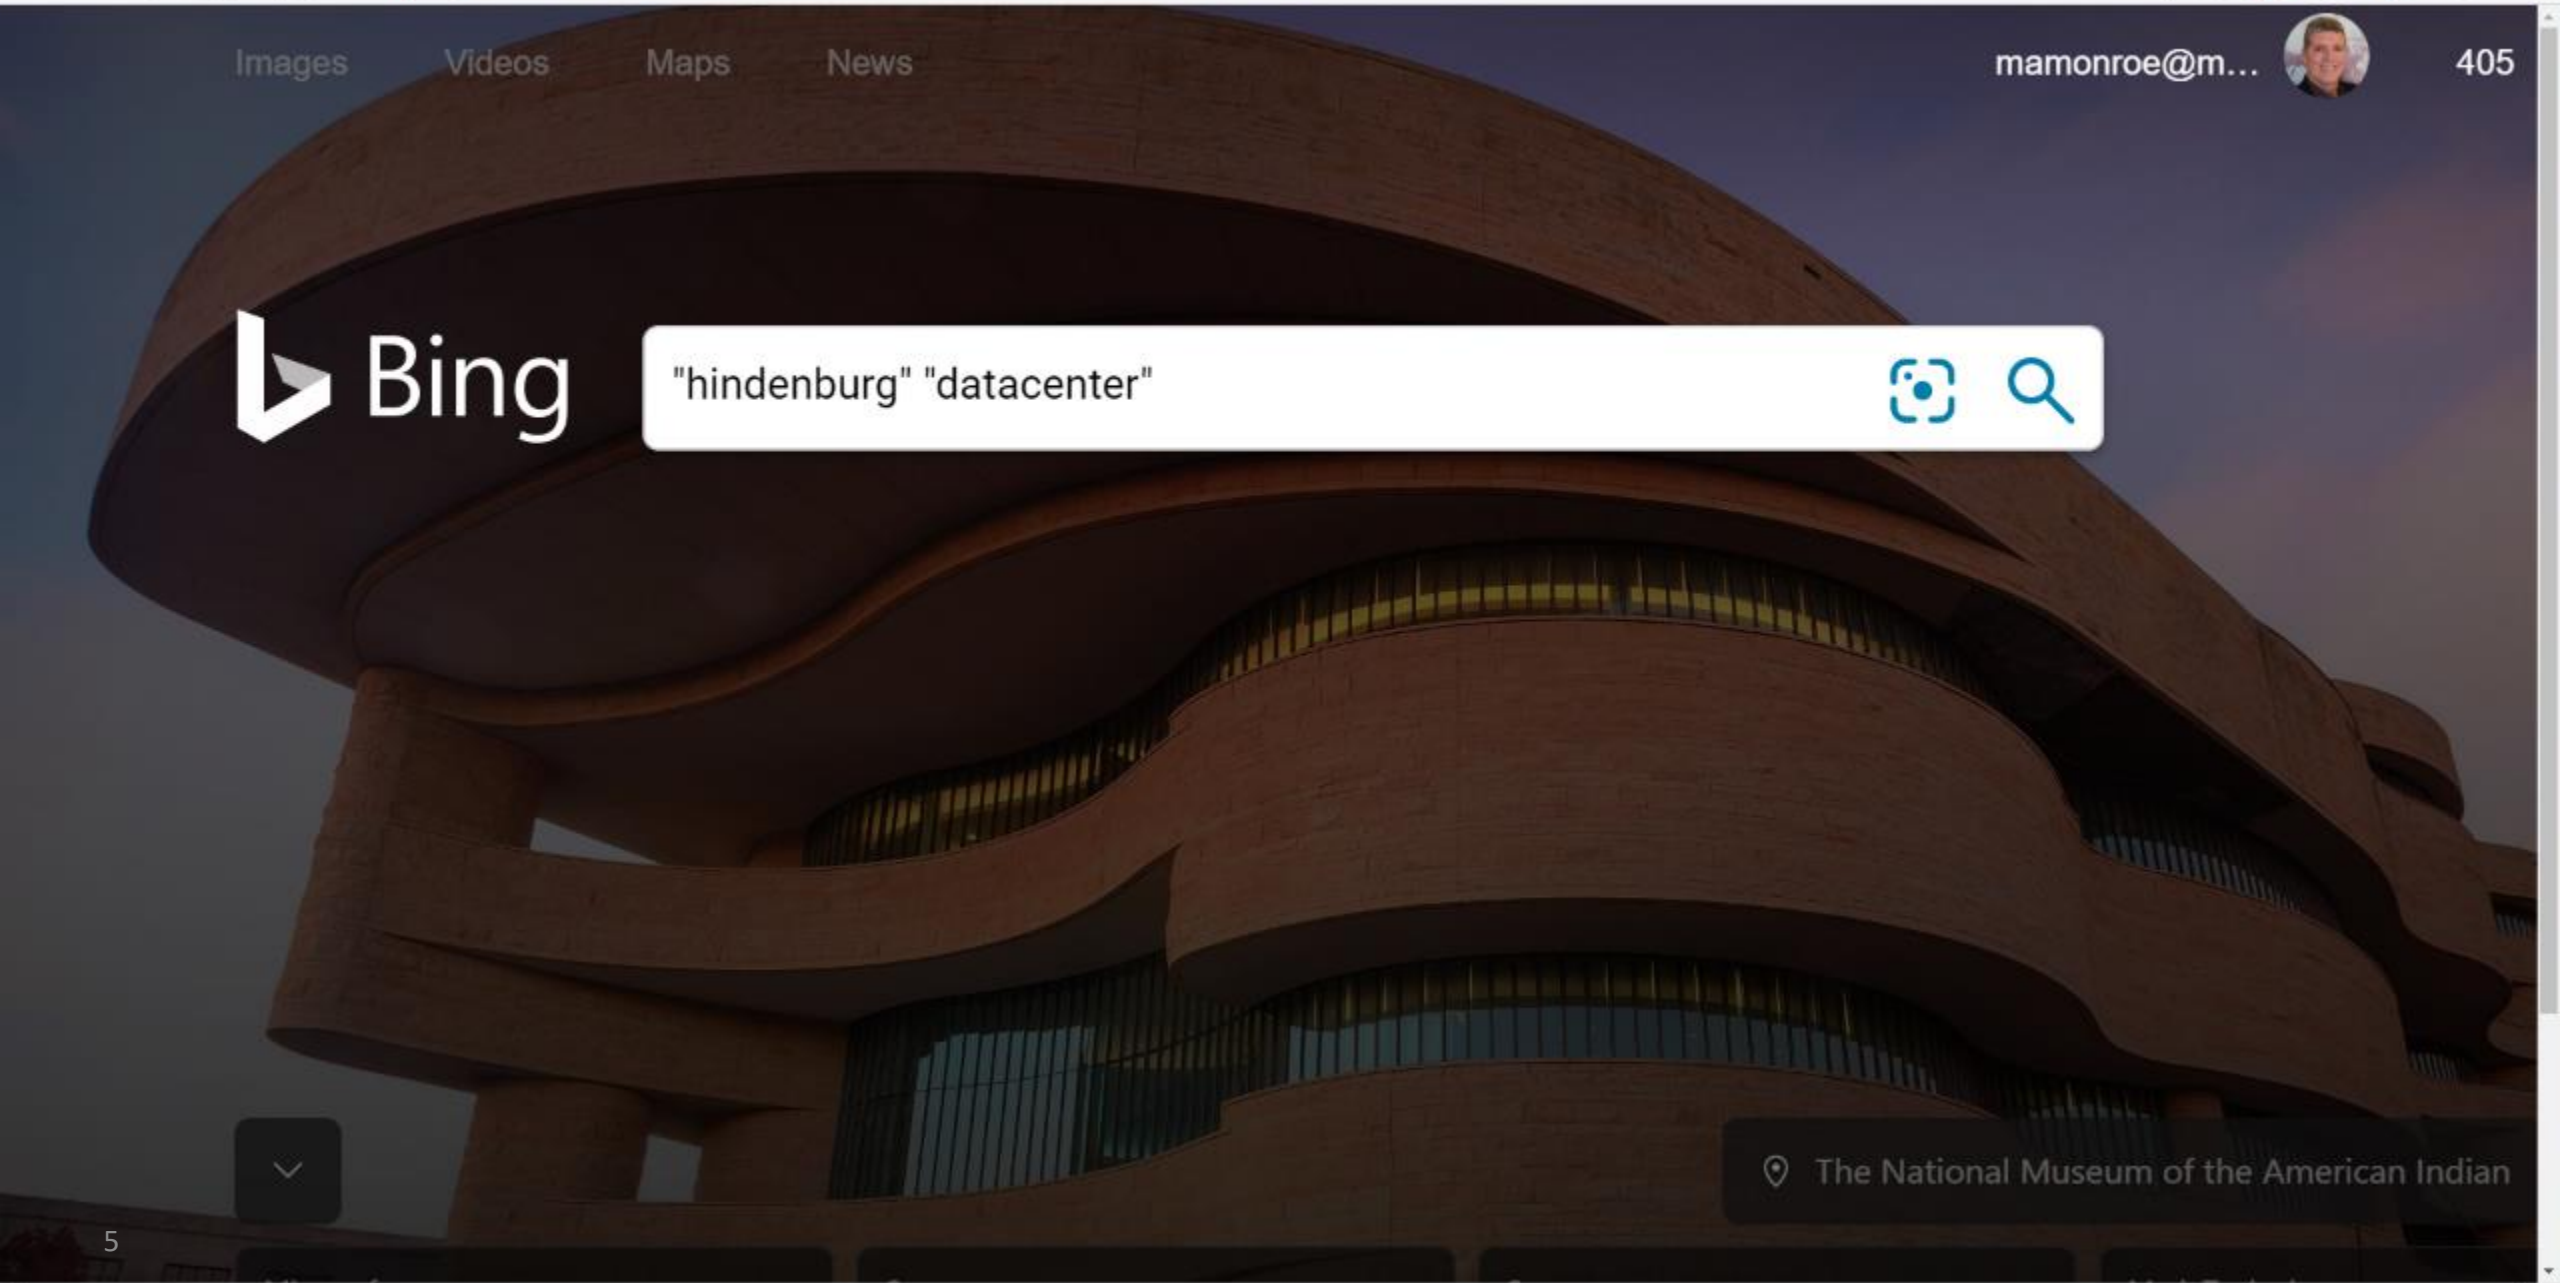 Images Videos Maps News mamonroe@m... 405
Bing "hindenburg" "datacenter"
The National Museum of the American Indian
5